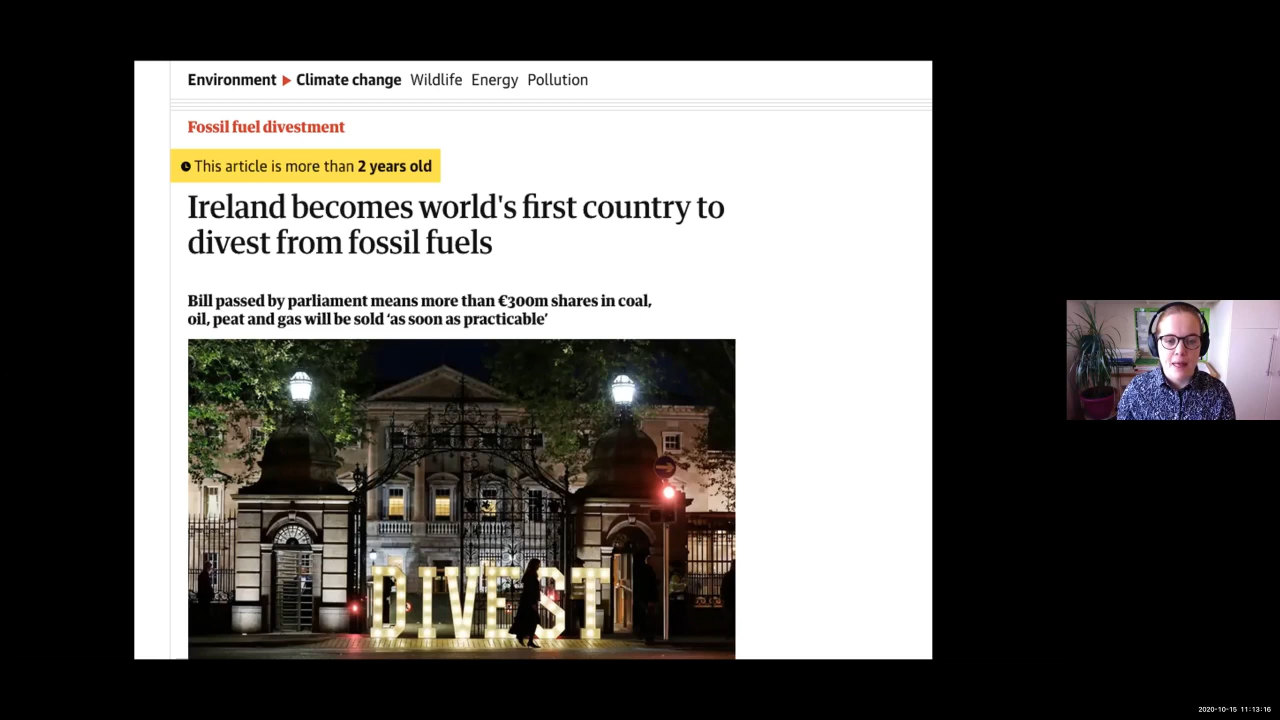 Environment Climate change Wildlife Energy Pollution
Fossil fuel divestment
This article is more than 2 years old
Ireland becomes world's first country to
divest from fossil fuels
Bill passed by parliament means more than €300m shares in coal,
oil, peat and gas will be sold ‘as soon as practicable’
DIVEST
2020-10-15 11:13:16